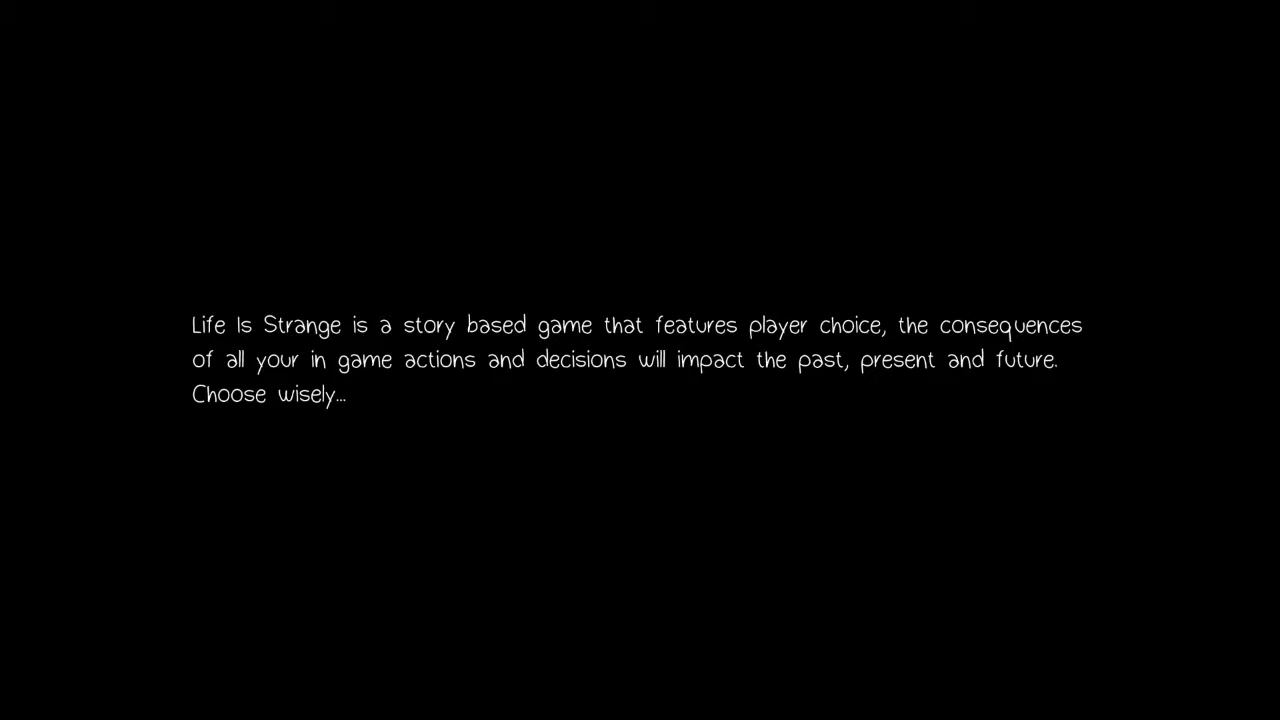 Life Is Strange is a story based game that features player choice, the consequences
of all your in game actions and decisions will impact the past, present and future.
Choose wisely...